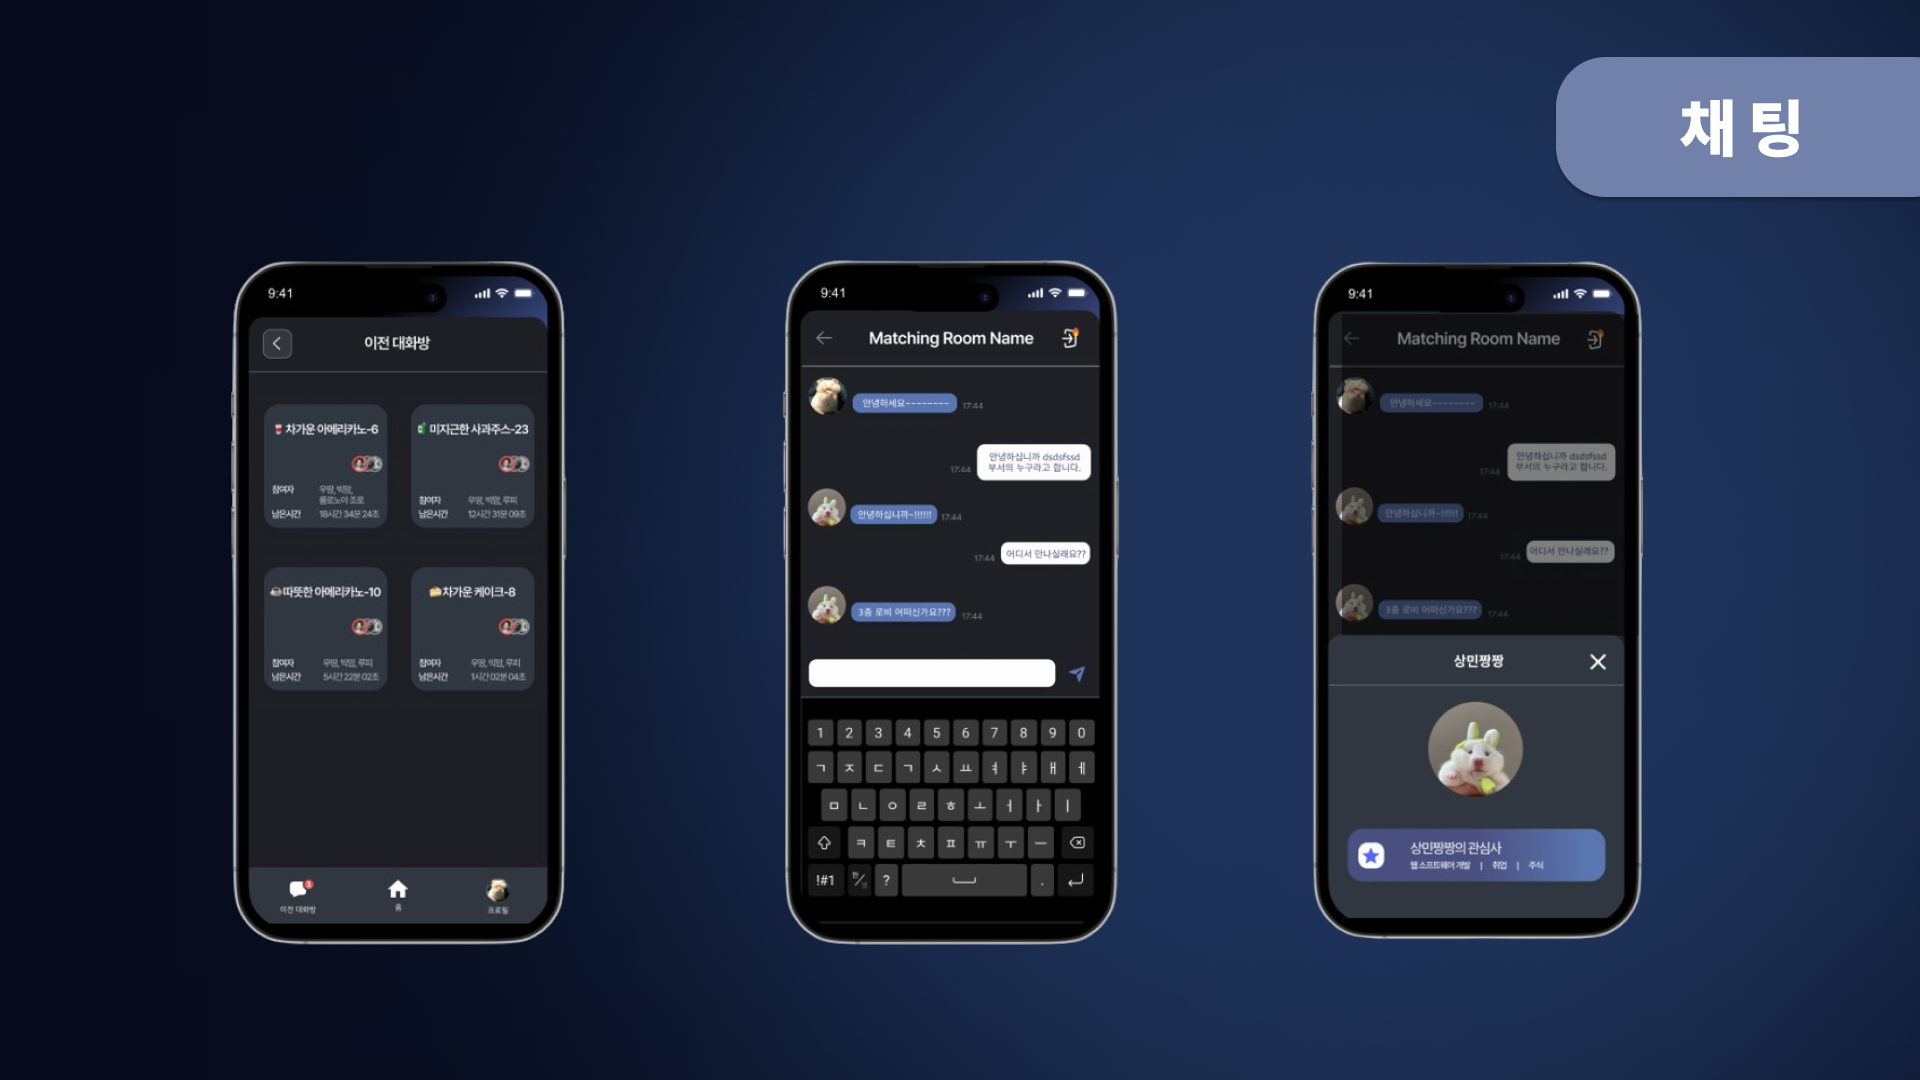 채팅
9:41
이전 대화방
차가운 아메리카노-6
참여자
우땅, 빅맘,
롤로노아 조로
남은시간
18시간 34분 24초
미지근한 사과주스-23
참여자
우땅, 빅맘, 루피
남은시간
12시간 31분 09초
따뜻한 아메리카노-10
참여자
우땅, 빅맘, 루피
남은시간
5시간 22분 02초
차가운 케이크-8
참여자
우땅, 빅맘, 루피
남은시간
1시간 02분 04초
1
이전 대화방
홈
프로필
9:41
Matching Room Name
안녕하세요~~~~~~~~
17:44
17:44
안녕하십니까 dsdsfssd
부서의 누구라고 합니다.
안녕하십니까~!!!!!!
17:44
17:44
어디서 만나실래요??
3층 로비 어떠신가요???
17:44
1 2 3 4 5 6 7 8 9 0
ㄱ ㅈ ㄷ ㄱ ㅅ ㅛ ㅕ ㅑ ㅐ ㅔ
ㅁ ㄴ ㅇ ㄹ ㅎ ㅗ ㅓ ㅏ ㅣ
ㅋ ㅌ ㅊ ㅍ ㅠ ㅜ ㅡ
!#1 한/영 ? .
9:41
Matching Room Name
안녕하세요~~~~~~~~
17:44
17:44
안녕하십니까 dsdsfssd
부서의 누구라고 합니다.
안녕하십니까~!!!!!!
17:44
17:44
어디서 만나실래요??
3층 로비 어떠신가요???
17:44
상민짱짱
상민짱짱의 관심사
웹 소프트웨어 개발 | 취업 | 주식